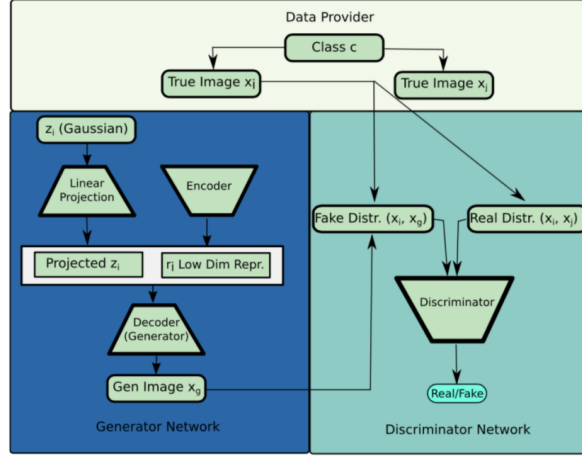 Data Provider
Class c
True Image xi
True Image xj
zi (Gaussian)
Linear
Projection
Encoder
Fake Distr. (xi, xg)
Real Distr. (xi, xj)
Projected zi
ri Low Dim Repr.
Discriminator
Decoder
(Generator)
Gen Image xg
Real/Fake
Generator Network
Discriminator Network